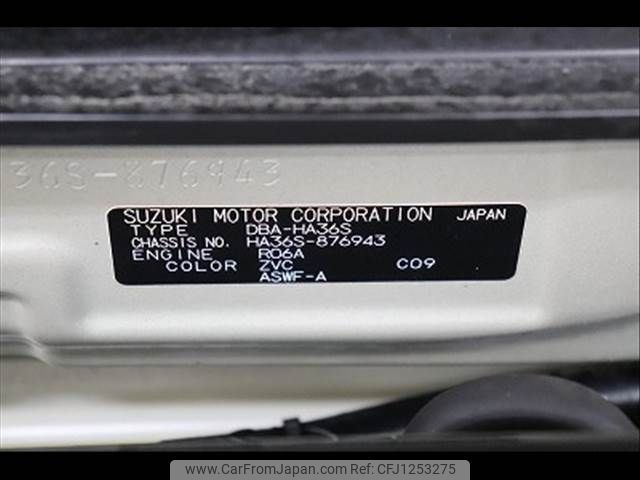 36S-876943
SUZUKI MOTOR CORPORATION JAPAN
TYPE DBA-HA36S
CHASSIS NO. HA36S-876943
ENGINE R06A
COLOR ZVC C09
ASWF-A
www.CarFromJapan.com | CFJ1253275